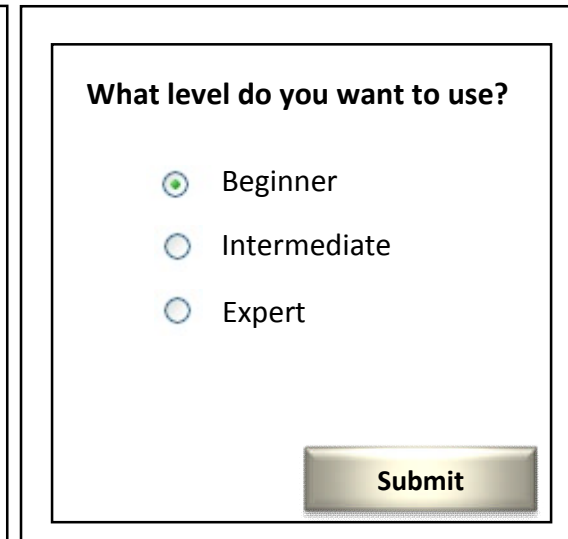 What level do you want to use?
Beginner
Intermediate
Expert
Submit